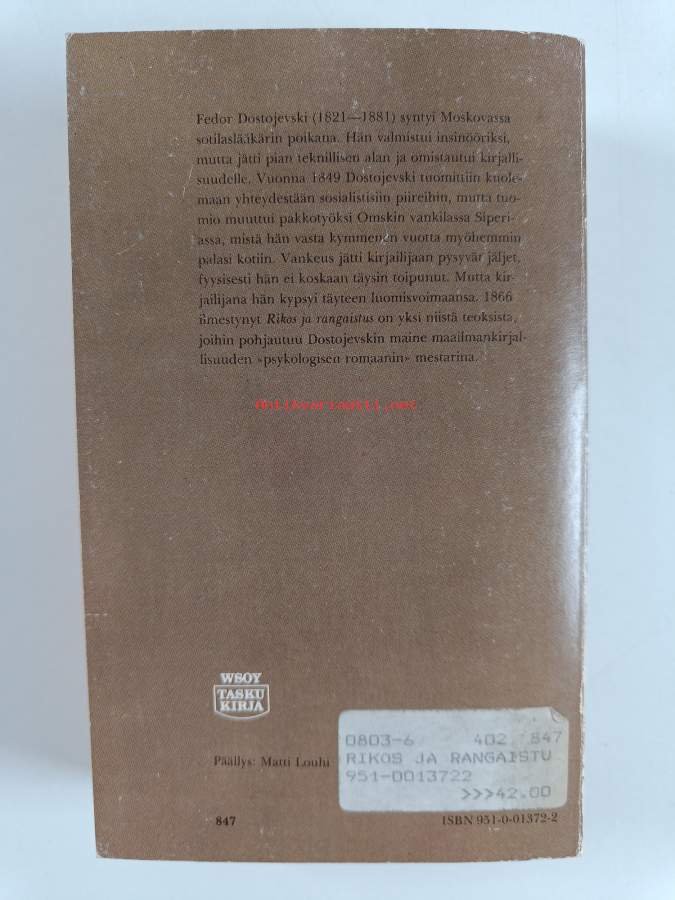 Fedor Dostojevski (1821—1881) syntyi Moskovassa
sotilaslääkärin poikana. Hän valmistui insinööriksi,
mutta jätti pian teknillisen alan ja omistautui kirjalli-
suudelle. Vuonna 1849 Dostojevski tuomittiin kuole-
maan yhteydestään sosialistisiin piireihin, mutta tuo-
mio muuttui pakkotyöksi Omskin vankilassa Siperi-
assa, mistä hän vasta kymmenen vuotta myöhemmin
palasi kotiin. Vankeus jätti kirjailijaan pysyvät jäljet,
fyysisesti hän ei koskaan täysin toipunut. Mutta kir-
jailijana hän kypsyi täyteen luomisvoimaansa. 1866
ilmestynyt Rikos ja rangaistus on yksi niistä teoksista,
joihin pohjautuu Dostojevskin maine maailmankirjal-
lisuuden »psykologisen romaanin» mestarina.
Antikvariaatti.net
WSOY
TASKU
KIRJA
Päällys: Matti Louhi
0803-6 402 847
RIKOS JA RANGAISTU
951-0013722
>>>42.00
847
ISBN 951-0-01372-2